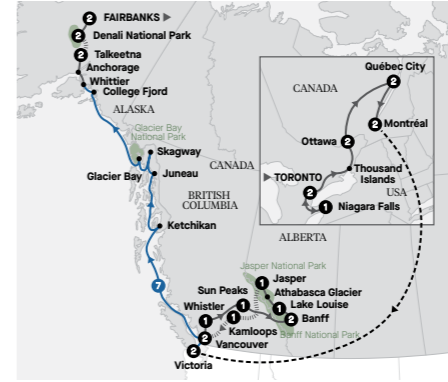 2 FAIRBANKS
2 Denali National Park
2 Talkeetna
Anchorage
Whittier
College Fjord
ALASKA
Glacier Bay
National Park
Skagway
Glacier Bay
Juneau
CANADA
BRITISH
COLUMBIA
Ketchikan
ALBERTA
7
Jasper National Park
1 Jasper
Athabasca Glacier
1 Lake Louise
2 Banff
Banff National Park
Sun Peaks 1
Whistler 1
1 Kamloops
2 Vancouver
2
Victoria
Québec City
2
CANADA
2
Montréal
Ottawa 2
Thousand
Islands
TORONTO
2
USA
1 Niagara Falls